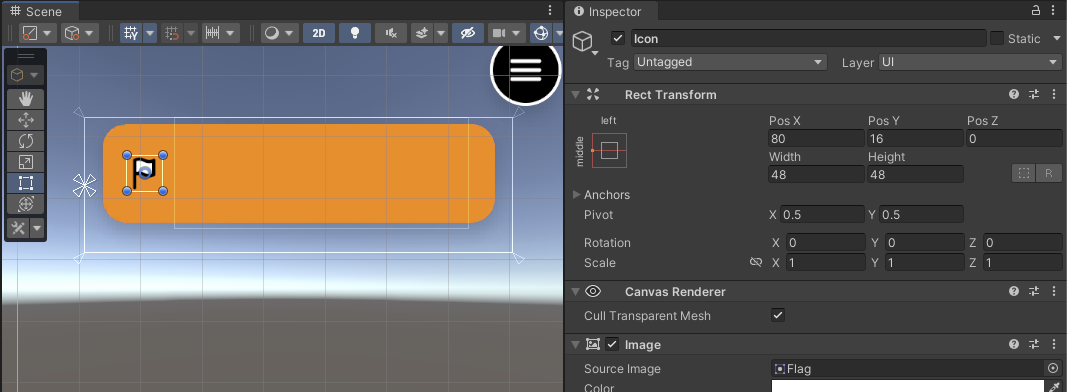 Scene
2D
Inspector
Icon
Static
Tag Untagged Layer UI
Rect Transform
left
middle
Pos X Pos Y Pos Z
80 16 0
Width Height
48 48
R
Anchors
Pivot X 0.5 Y 0.5
Rotation X 0 Y 0 Z 0
Scale X 1 Y 1 Z 1
Canvas Renderer
Cull Transparent Mesh
Image
Source Image Flag
Color